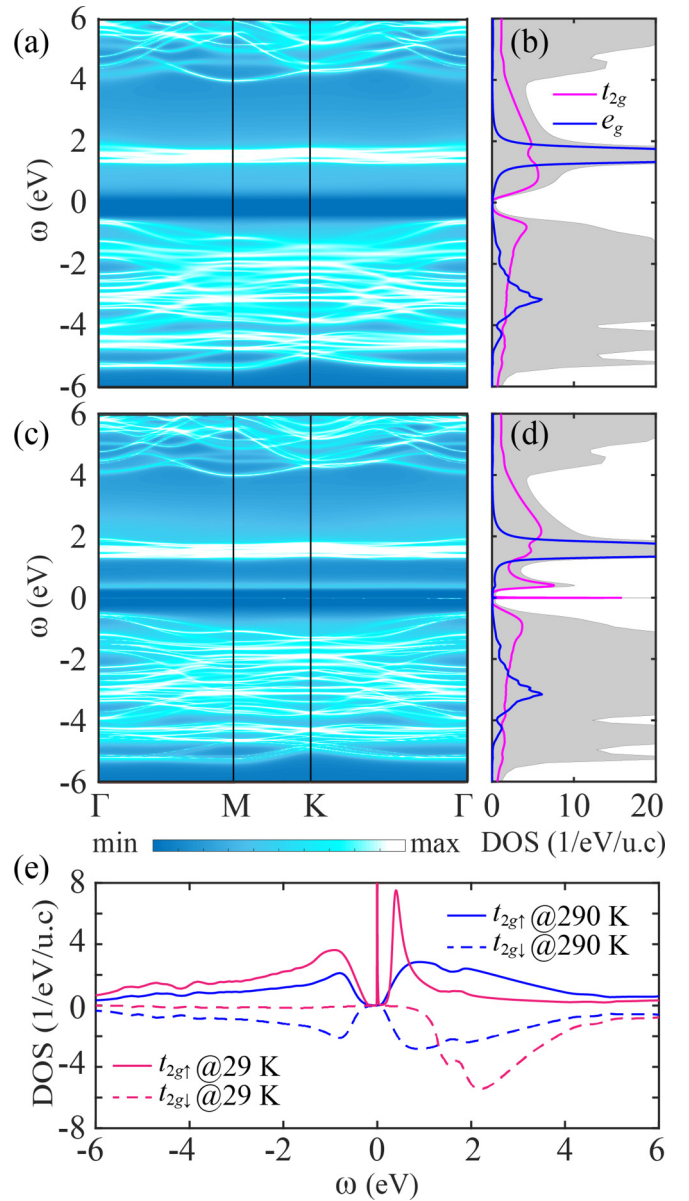 (a)
(b)
6
4
2
0
-2
-4
-6
ω (eV)
t2g
eg
(c)
(d)
6
4
2
0
-2
-4
-6
ω (eV)
Γ
M
K
Γ
0
10
20
min
max
DOS (1/eV/u.c)
(e)
8
4
0
-4
-8
DOS (1/eV/u.c)
t2g↑@290 K
t2g↓@290 K
t2g↑@29 K
t2g↓@29 K
-6
-4
-2
0
2
4
6
ω (eV)